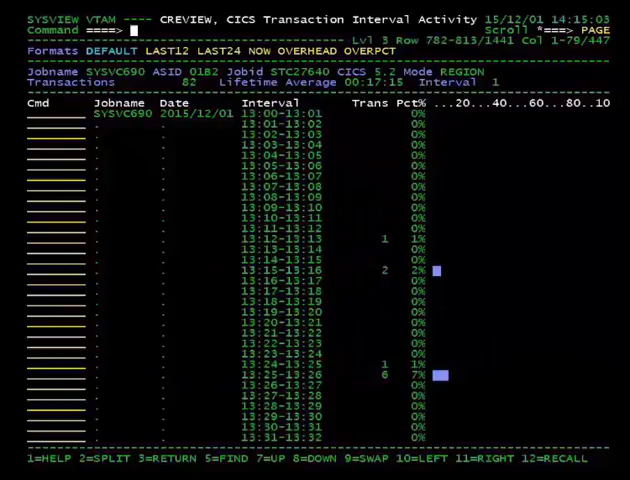 SYSVIEW VTAM ---- CREVIEW, CICS Transaction Interval Activity 15/12/01 14:15:03
Command ====> Scroll *===> PAGE
Lvl 3 Row 782-813/1441 Col 1-79/447
Formats DEFAULT LAST12 LAST24 NOW OVERHEAD OVERPCT
Jobname SYSVC690 ASID 01B2 Jobid STC27640 CICS 5.2 Mode REGION
Transactions 82 Lifetime Average 00:17:15 Interval 1
Cmd Jobname Date Interval Trans Pct% ...20...40...60...80..10
SYSVC690 2015/12/01 13:00-13:01 0%
. . 13:01-13:02 0%
. . 13:02-13:03 0%
. . 13:03-13:04 0%
. . 13:04-13:05 0%
. . 13:05-13:06 0%
. . 13:06-13:07 0%
. . 13:07-13:08 0%
. . 13:08-13:09 0%
. . 13:09-13:10 0%
. . 13:10-13:11 0%
. . 13:11-13:12 0%
. . 13:12-13:13 1 1%
. . 13:13-13:14 0%
. . 13:14-13:15 0%
. . 13:15-13:16 2 2%
. . 13:16-13:17 0%
. . 13:17-13:18 0%
. . 13:18-13:19 0%
. . 13:19-13:20 0%
. . 13:20-13:21 0%
. . 13:21-13:22 0%
. . 13:22-13:23 0%
. . 13:23-13:24 0%
. . 13:24-13:25 1 1%
. . 13:25-13:26 6 7%
. . 13:26-13:27 0%
. . 13:27-13:28 0%
. . 13:28-13:29 0%
. . 13:29-13:30 0%
. . 13:30-13:31 0%
. . 13:31-13:32 0%
1=HELP 2=SPLIT 3=RETURN 5=FIND 7=UP 8=DOWN 9=SWAP 10=LEFT 11=RIGHT 12=RECALL